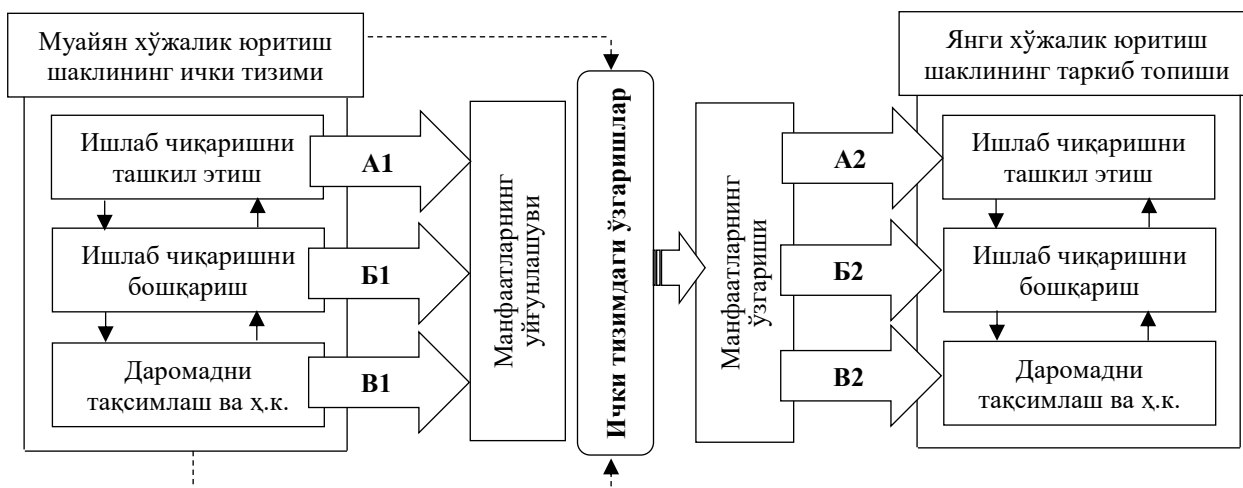 Муайян хўжалик юритиш
шаклининг ички тизими
Ишлаб чиқаришни
ташкил этиш
Ишлаб чиқаришни
бошқариш
Даромадни
тақсимлаш ва ҳ.к.
А1
Б1
В1
Манфаатларнинг
уйғунлашуви
Ички тизимдаги ўзгаришлар
Манфаатларнинг
ўзгариши
А2
Б2
В2
Янги хўжалик юритиш
шаклининг таркиб топиши
Ишлаб чиқаришни
ташкил этиш
Ишлаб чиқаришни
бошқариш
Даромадни
тақсимлаш ва ҳ.к.